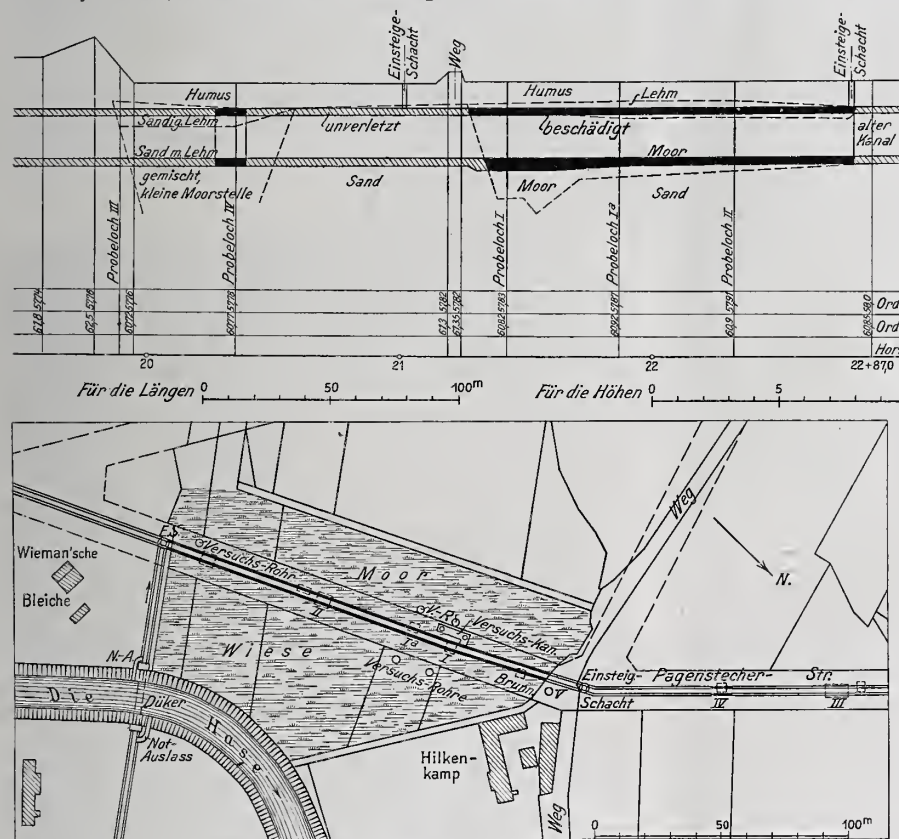 Einsteige-
Schacht
Weg
Einsteige-
Schacht
Humus
Humus
Lehm
Sandig. Lehm
unverletzt
beschädigt
alter
Kanal
Sand m. Lehm
gemischt,
kleine Moorstelle
Sand
Moor
Moor
Sand
Probeloch III
Probeloch IV
Probeloch I
Probeloch Ia
Probeloch II
Ord
Ord
Hor
20
21
22
22+87,0
Für die Längen 0 50 100m
Für die Höhen 0 5
Wieman'sche
Bleiche
E.S.
Versuchs-Rohr
Moor
V.-R.
Versuchs-Kan.
II
Ia
I
Wiese
Versuchs-Rohre
Brunn.
V
Weg
N.
Einsteig-
Schacht
Pagenstecher-
Str.
IV
III
N-A
Die Hase
Düker
Not-
Auslass
Hilken-
kamp
Weg
0 50 100m